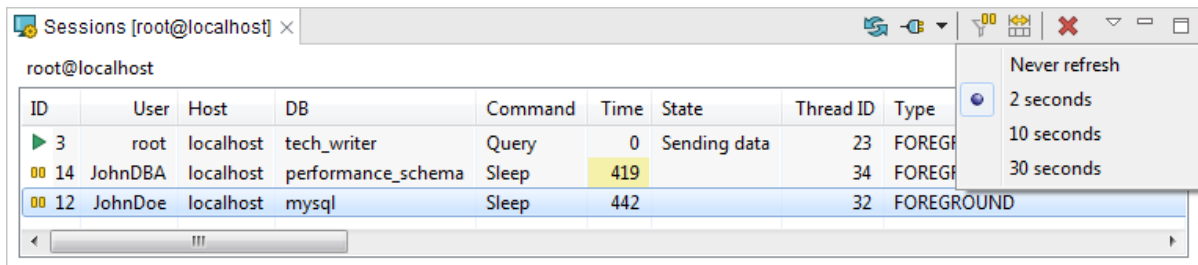 Sessions [root@localhost]
root@localhost
Never refresh
2 seconds
10 seconds
30 seconds
ID User Host DB Command Time State Thread ID Type
3 root localhost tech_writer Query 0 Sending data 23 FOREGR
14 JohnDBA localhost performance_schema Sleep 419 34 FOREGR
12 JohnDoe localhost mysql Sleep 442 32 FOREGROUND